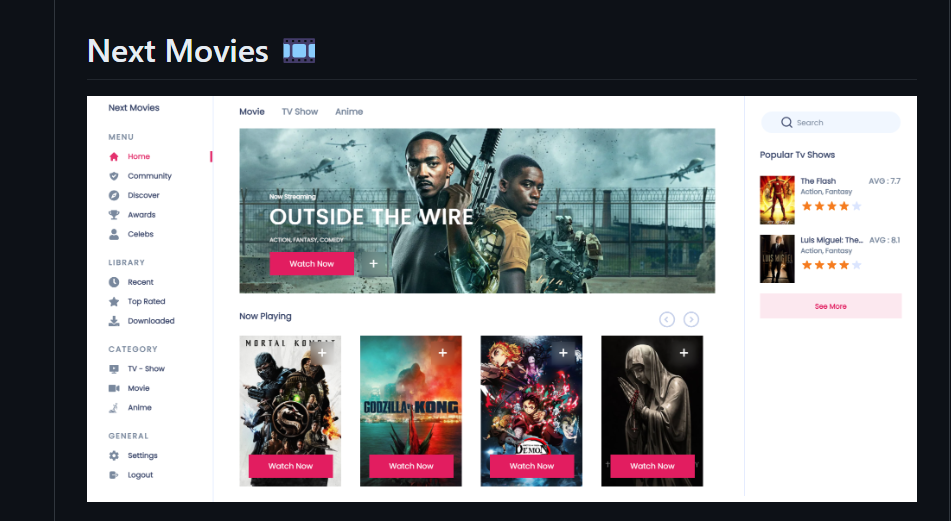 Next Movies
Next Movies
MENU
Home
Community
Discover
Awards
Celebs
LIBRARY
Recent
Top Rated
Downloaded
CATEGORY
TV - Show
Movie
Anime
GENERAL
Settings
Logout
Movie TV Show Anime
Now Streaming
OUTSIDE THE WIRE
ACTION, FANTASY, COMEDY
Watch Now +
Now Playing
MORTAL KOMBAT
+
Watch Now
+
GODZILLA KONG
Watch Now
+
DEMON
Watch Now
+
Watch Now
Search
Popular Tv Shows
The Flash AVG : 7.7
Action, Fantasy
Luis Miguel: The... AVG : 8.1
Action, Fantasy
LUIS MIGUEL
See More